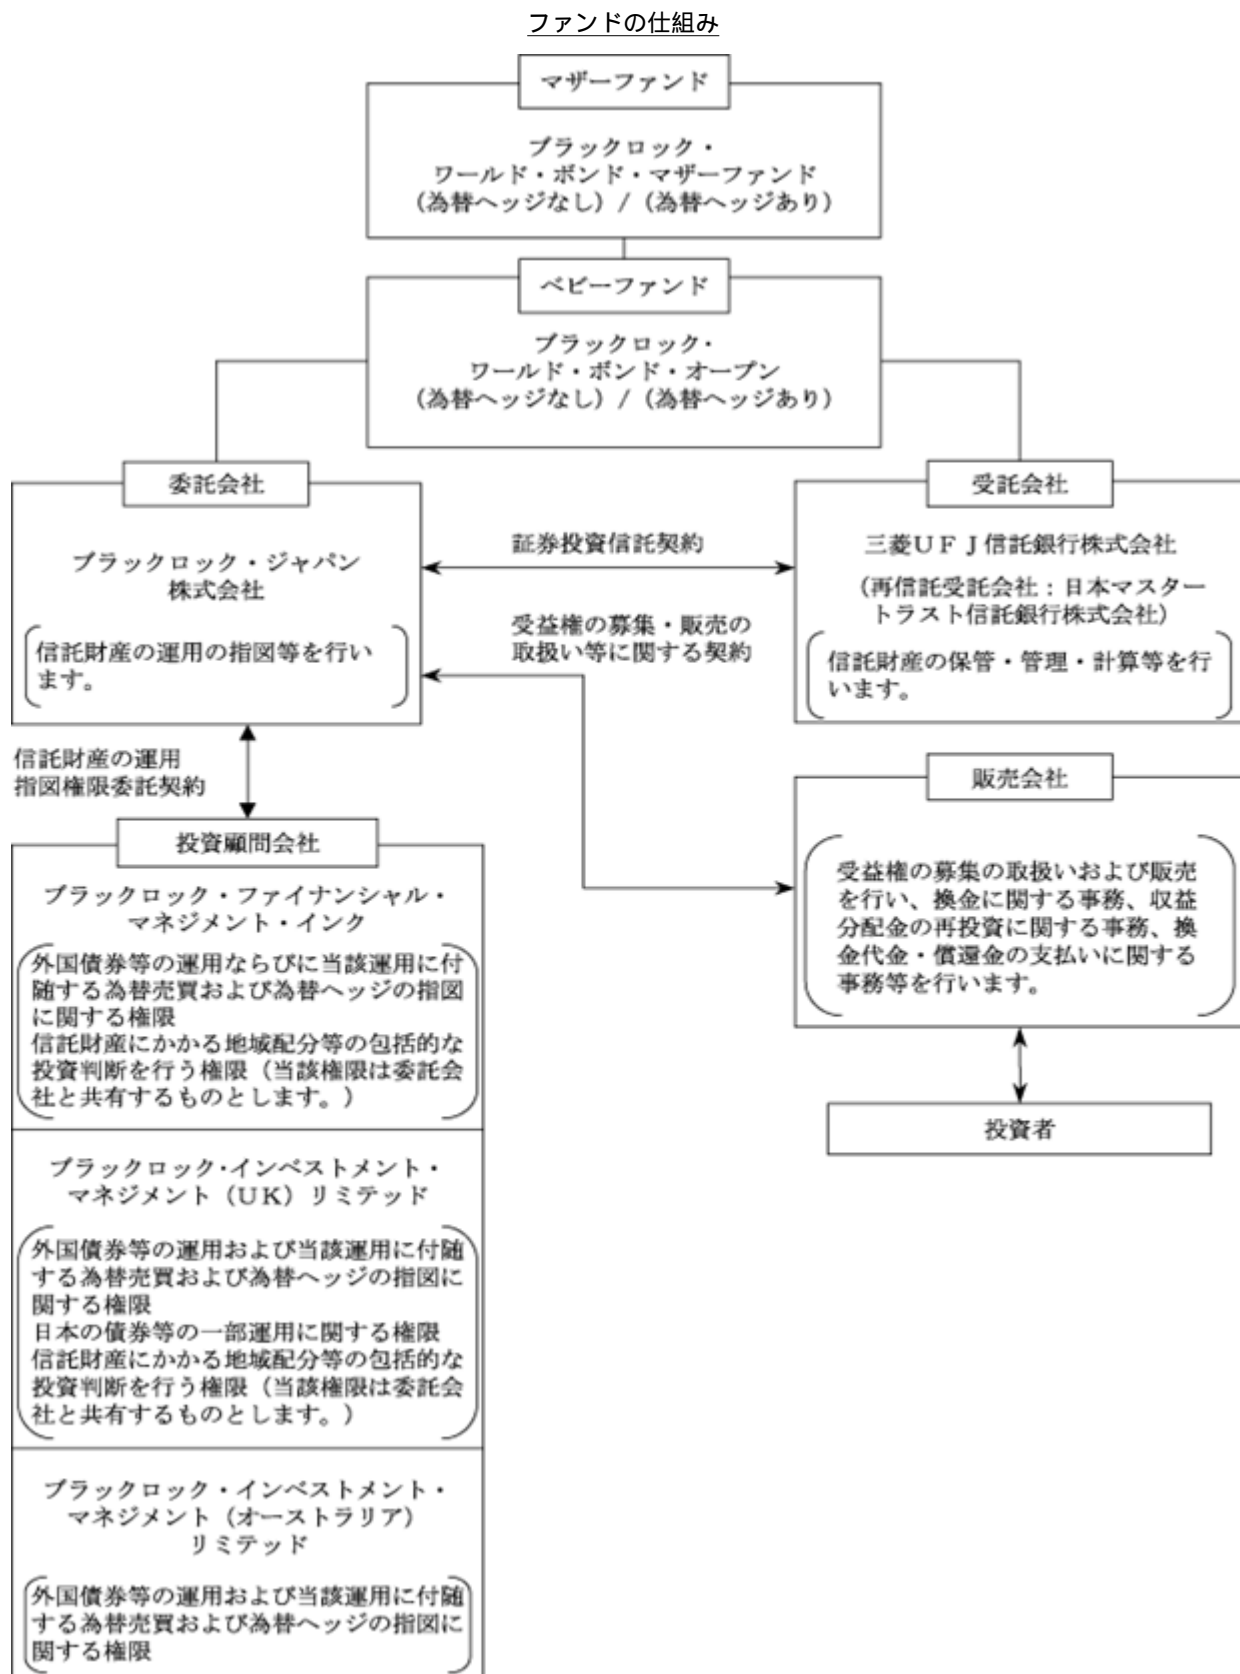 ファンドの仕組み
マザーファンド
ブラックロック・
ワールド・ボンド・マザーファンド
(為替ヘッジなし) / (為替ヘッジあり)
ベビーファンド
ブラックロック・
ワールド・ボンド・オープン
(為替ヘッジなし) / (為替ヘッジあり)
委託会社
ブラックロック・ジャパン
株式会社
信託財産の運用の指図等を行い
ます。
証券投資信託契約
受益権の募集・販売の
取扱い等に関する契約
受託会社
三菱UFJ信託銀行株式会社
(再信託受託会社:日本マスター
トラスト信託銀行株式会社)
信託財産の保管・管理・計算等を行
います。
信託財産の運用
指図権限委託契約
販売会社
受益権の募集の取扱いおよび販売
を行い、換金に関する事務、収益
分配金の再投資に関する事務、換
金代金・償還金の支払いに関する
事務等を行います。
投資者
投資顧問会社
ブラックロック・ファイナンシャル・
マネジメント・インク
外国債券等の運用ならびに当該運用に付
随する為替売買および為替ヘッジの指図
に関する権限
信託財産にかかる地域配分等の包括的な
投資判断を行う権限(当該権限は委託会
社と共有するものとします。)
ブラックロック・インベストメント・
マネジメント(UK)リミテッド
外国債券等の運用および当該運用に付随
する為替売買および為替ヘッジの指図に
関する権限
日本の債券等の一部運用に関する権限
信託財産にかかる地域配分等の包括的な
投資判断を行う権限(当該権限は委託会
社と共有するものとします。)
ブラックロック・インベストメント・
マネジメント(オーストラリア)
リミテッド
外国債券等の運用および当該運用に付随
する為替売買および為替ヘッジの指図に
関する権限